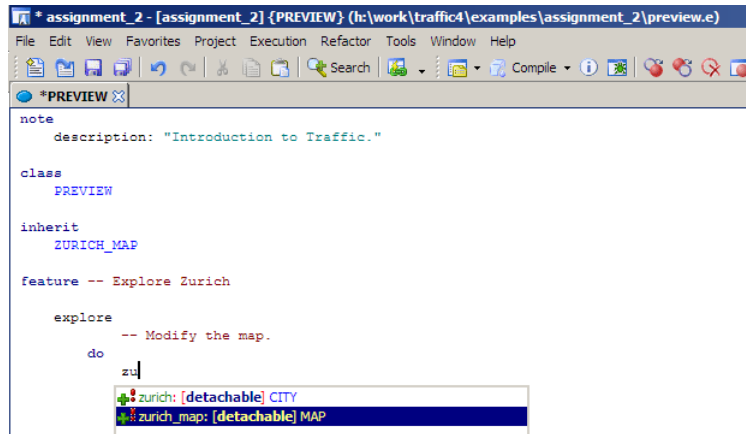 * assignment_2 - [assignment_2] {PREVIEW} (h:\work\traffic4\examples\assignment_2\preview.e)
File Edit View Favorites Project Execution Refactor Tools Window Help
Search Compile
*PREVIEW
note
description: "Introduction to Traffic."
class
PREVIEW
inherit
ZURICH_MAP
feature -- Explore Zurich
explore
-- Modify the map.
do
zu
zurich: [detachable] CITY
zurich_map: [detachable] MAP